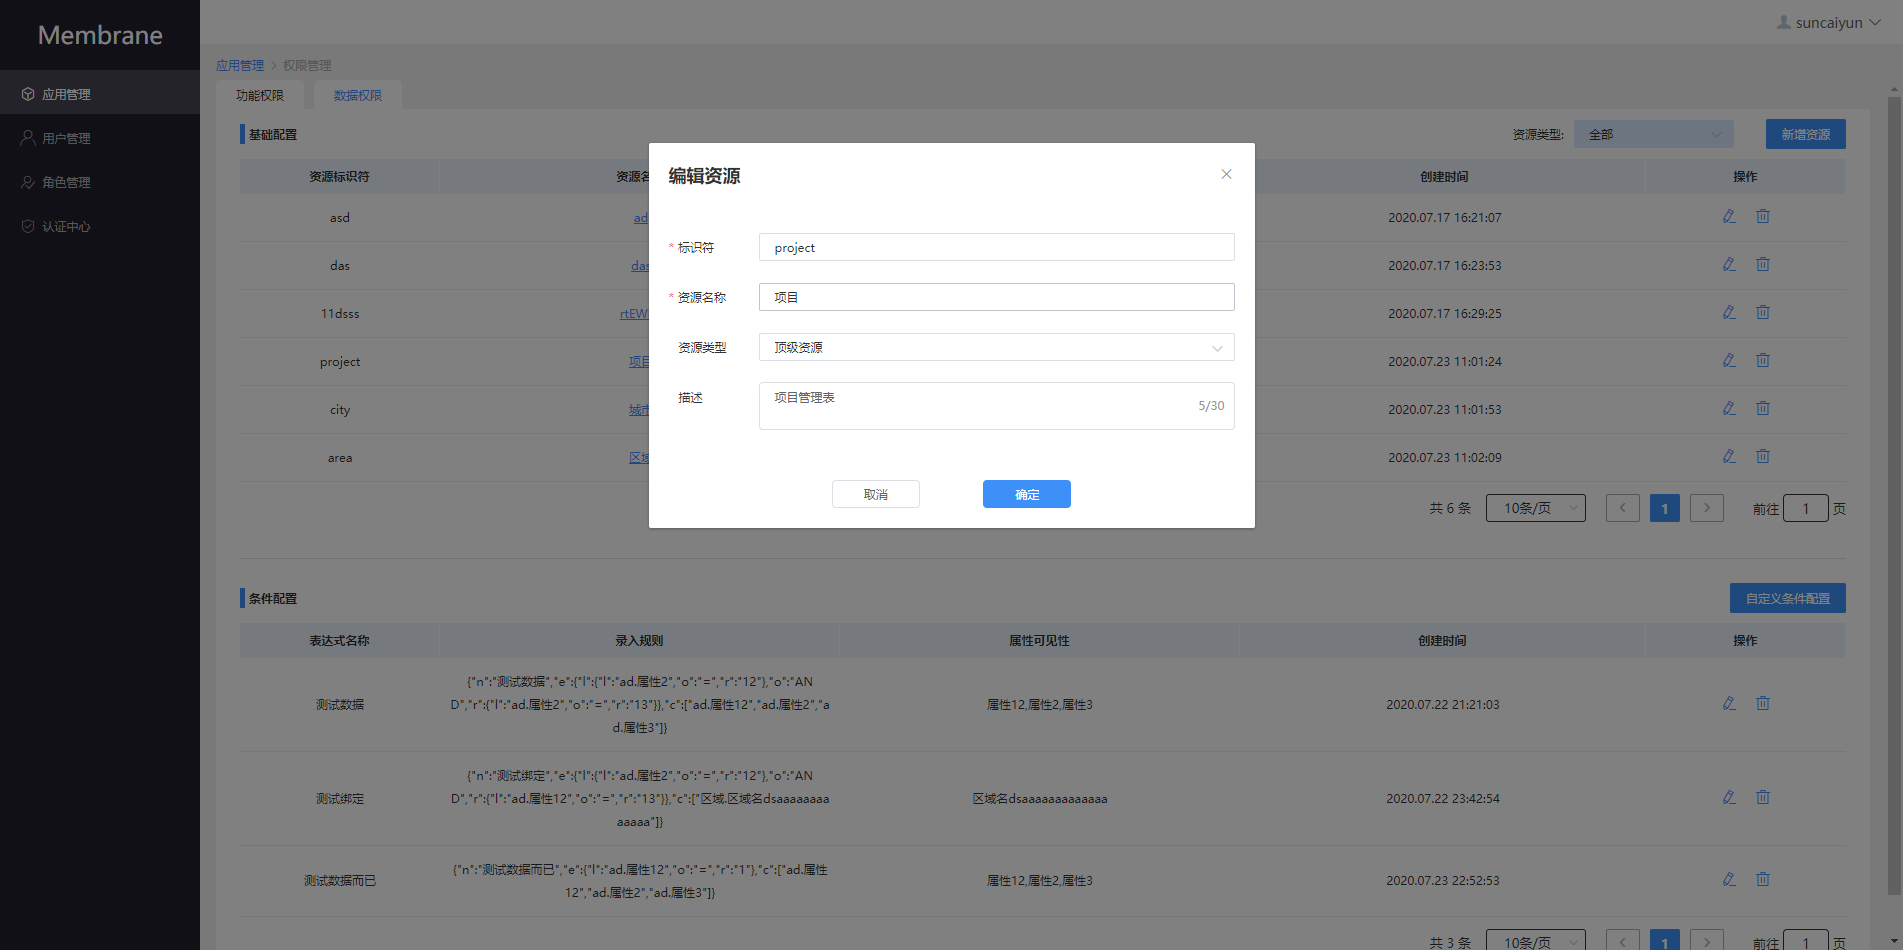 Membrane
suncaiyun
应用管理
用户管理
角色管理
认证中心
应用管理 > 权限管理
功能权限 数据权限
基础配置
资源类型: 全部 新增资源
资源标识符 资源名 创建时间 操作
asd ad 2020.07.17 16:21:07
das das 2020.07.17 16:23:53
11dsss rtEW 2020.07.17 16:29:25
project 项目 2020.07.23 11:01:24
city 城市 2020.07.23 11:01:53
area 区域 2020.07.23 11:02:09
共 6 条 10条/页 < 1 > 前往 1 页
编辑资源
* 标识符 project
* 资源名称 项目
资源类型 顶级资源
描述 项目管理表
5/30
取消 确定
条件配置
自定义条件配置
表达式名称 录入规则 属性可见性 创建时间 操作
{"n":"测试数据","e":{"l":{"l":"ad.属性2","o":"=","r":"12"},"o":"AN
测试数据 D","r":{"l":"ad.属性2","o":"=","r":"13"}},"c":["ad.属性12","ad.属性2","a 属性12,属性2,属性3 2020.07.22 21:21:03
d.属性3"]}
{"n":"测试绑定","e":{"l":{"l":"ad.属性2","o":"=","r":"12"},"o":"AN
测试绑定 D","r":{"l":"ad.属性12","o":"=","r":"13"}},"c":["区域.区域名dsaaaaaaaa 区域名dsaaaaaaaaaaaaa 2020.07.22 23:42:54
aaaaa"]}
{"n":"测试数据而已","e":{"l":"ad.属性12","o":"=","r":"1"},"c":["ad.属性
测试数据而已 属性12,属性2,属性3 2020.07.23 22:52:53
12","ad.属性2","ad.属性3"]}
共 3 条 10条/页 < 1 > 前往 1 页